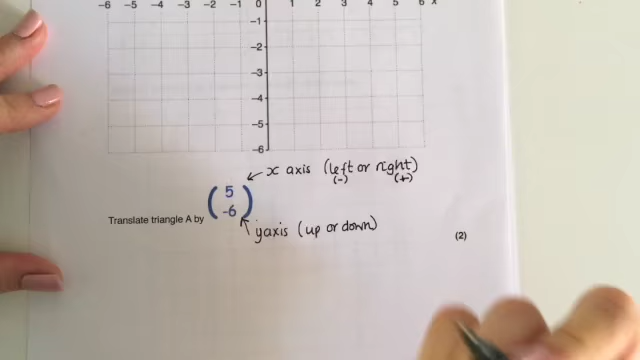 -6 -5 -4 -3 -2 -1 0 1 2 3 4 5 6 x
-1
-2
-3
-4
-5
-6
x axis (left or right)
(-) (+)
5
Translate triangle A by ( -6 )
y axis (up or down)
(2)